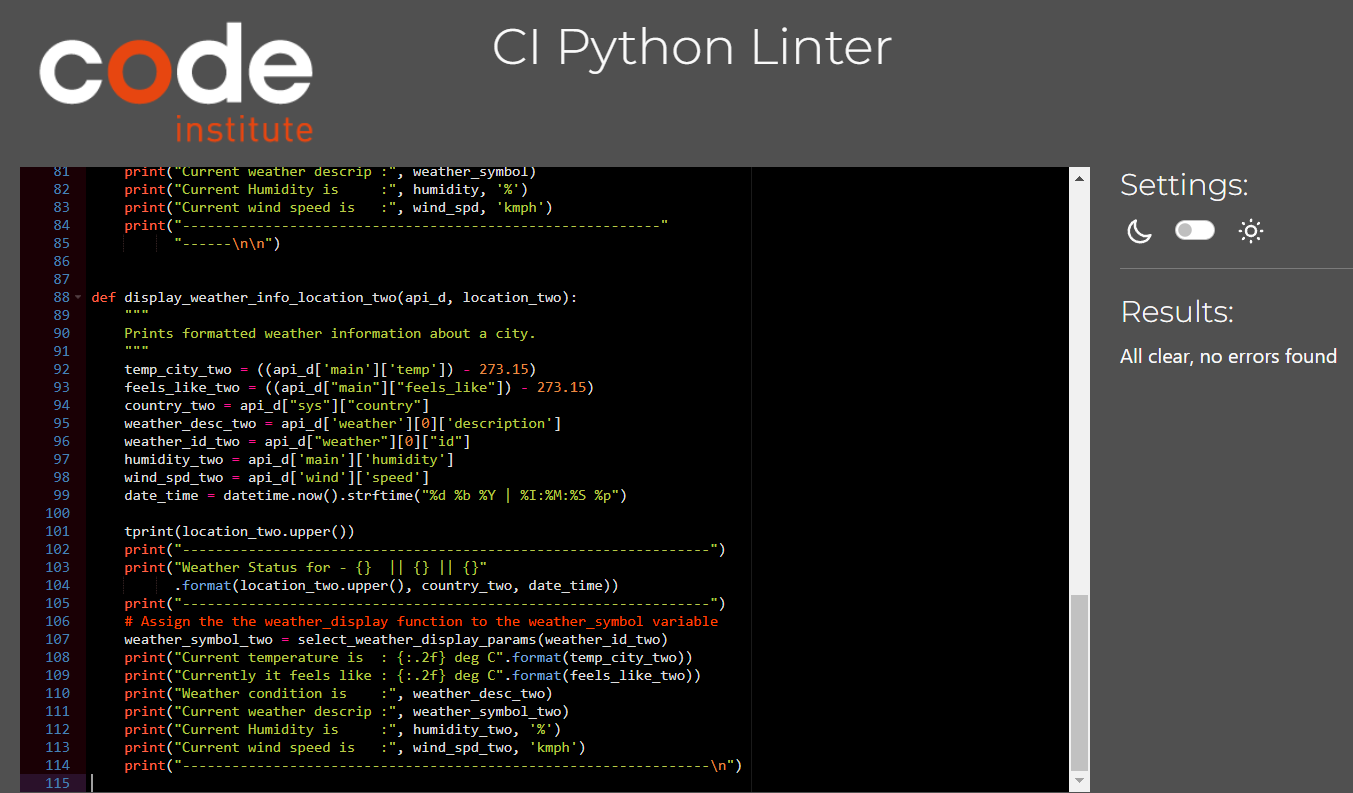 code
institute
CI Python Linter
81 print("Current weather descrip :", weather_symbol)
82 print("Current Humidity is     :", humidity, '%')
83 print("Current wind speed is   :", wind_spd, 'kmph')
84 print("----------------------------------------------------------"
85       "------\n\n")
86
87
88 def display_weather_info_location_two(api_d, location_two):
89     """
90     Prints formatted weather information about a city.
91     """
92     temp_city_two = ((api_d['main']['temp']) - 273.15)
93     feels_like_two = ((api_d["main"]["feels_like"]) - 273.15)
94     country_two = api_d["sys"]["country"]
95     weather_desc_two = api_d['weather'][0]['description']
96     weather_id_two = api_d["weather"][0]["id"]
97     humidity_two = api_d['main']['humidity']
98     wind_spd_two = api_d['wind']['speed']
99     date_time = datetime.now().strftime("%d %b %Y | %I:%M:%S %p")
100
101     tprint(location_two.upper())
102     print("----------------------------------------------------------------")
103     print("Weather Status for - {}  || {} || {}"
104           .format(location_two.upper(), country_two, date_time))
105     print("----------------------------------------------------------------")
106     # Assign the the weather_display function to the weather_symbol variable
107     weather_symbol_two = select_weather_display_params(weather_id_two)
108     print("Current temperature is  : {:.2f} deg C".format(temp_city_two))
109     print("Currently it feels like : {:.2f} deg C".format(feels_like_two))
110     print("Weather condition is    :", weather_desc_two)
111     print("Current weather descrip :", weather_symbol_two)
112     print("Current Humidity is     :", humidity_two, '%')
113     print("Current wind speed is   :", wind_spd_two, 'kmph')
114     print("----------------------------------------------------------------\n")
115
Settings:
Results:
All clear, no errors found